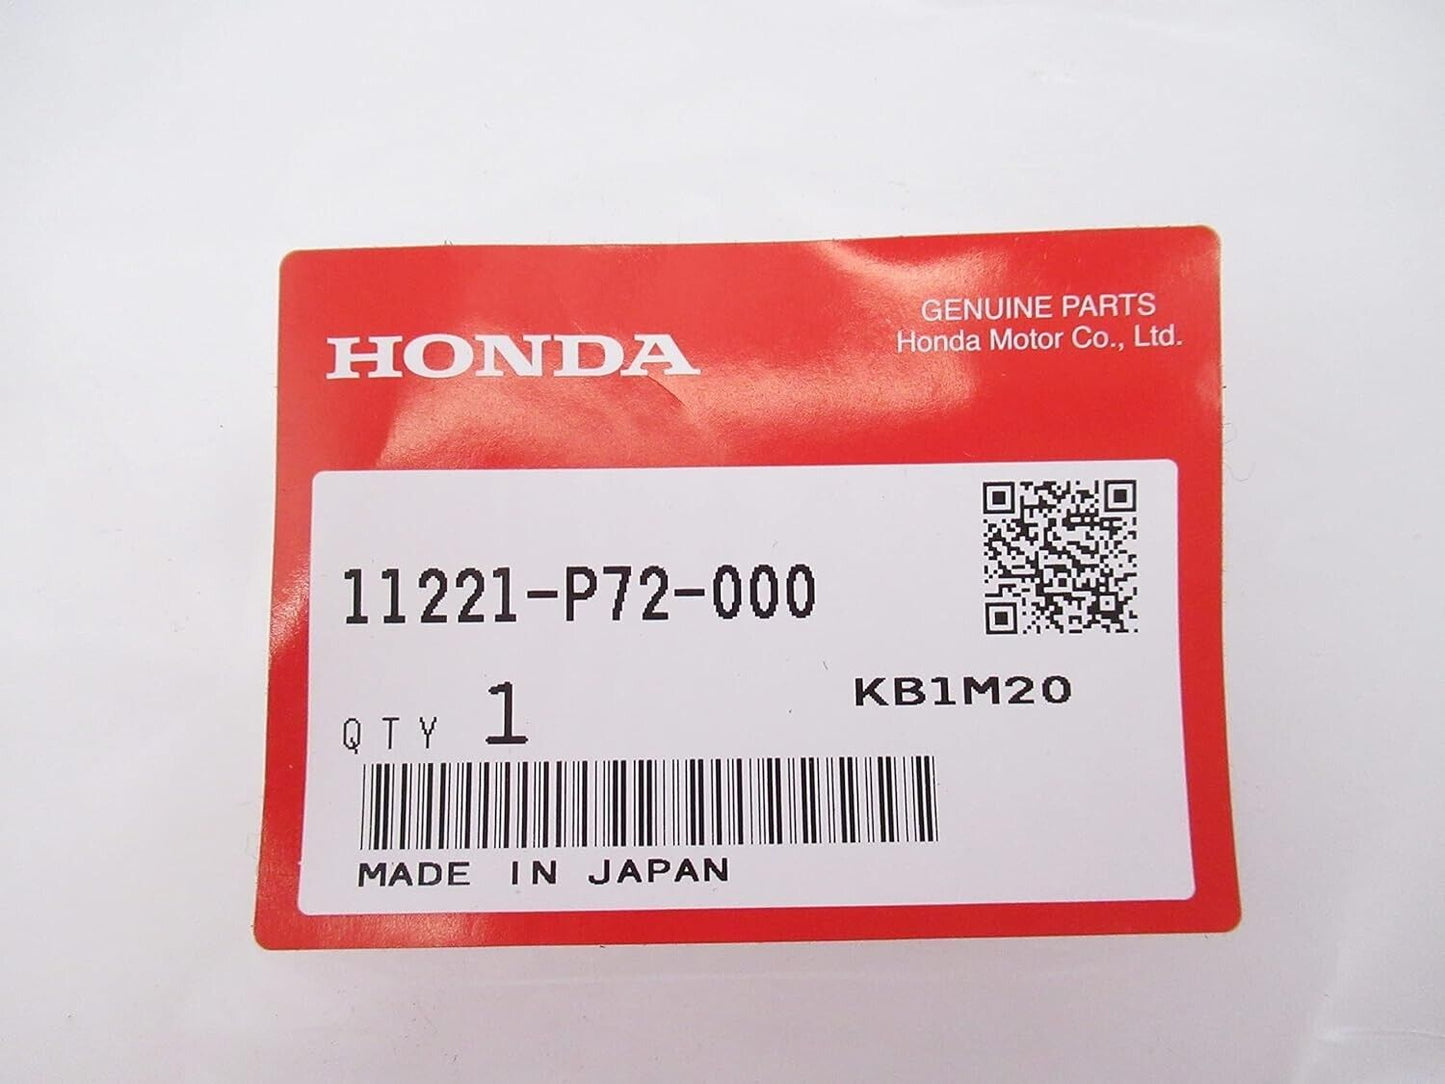 HONDA
GENUINE PARTS
Honda Motor Co., Ltd.
11221-P72-000
KB1M20
QTY 1
MADE IN JAPAN